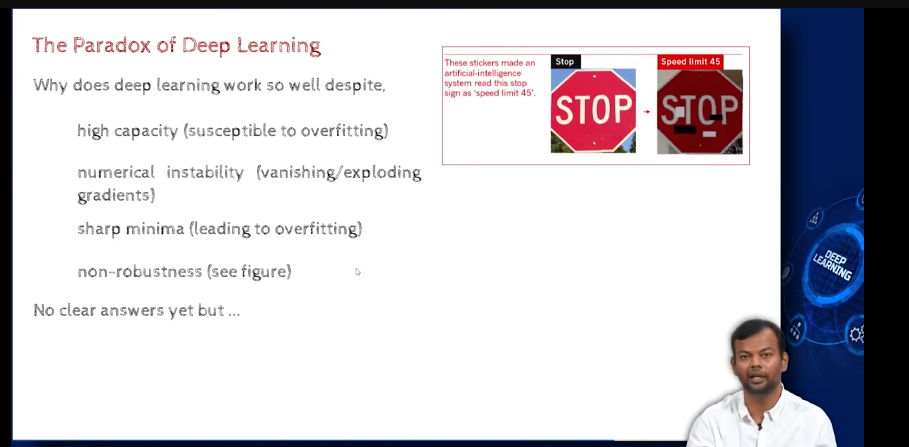 The Paradox of Deep Learning
Why does deep learning work so well despite,
high capacity (susceptible to overfitting)
numerical instability (vanishing/exploding
gradients)
sharp minima (leading to overfitting)
non-robustness (see figure)
No clear answers yet but ...
These stickers made an
artificial-intelligence
system read this stop
sign as 'speed limit 45'.
Stop
Speed limit 45
STOP
STOP
DEEP
LEARNING